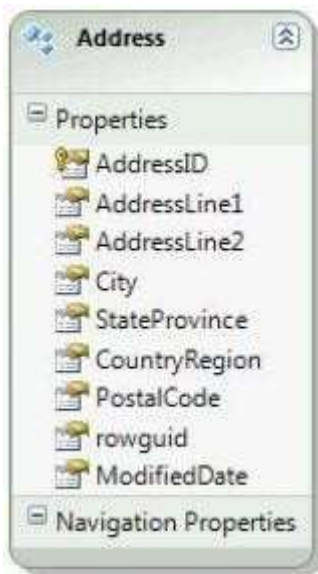 Address
Properties
AddressID
AddressLine1
AddressLine2
City
StateProvince
CountryRegion
PostalCode
rowguid
ModifiedDate
Navigation Properties